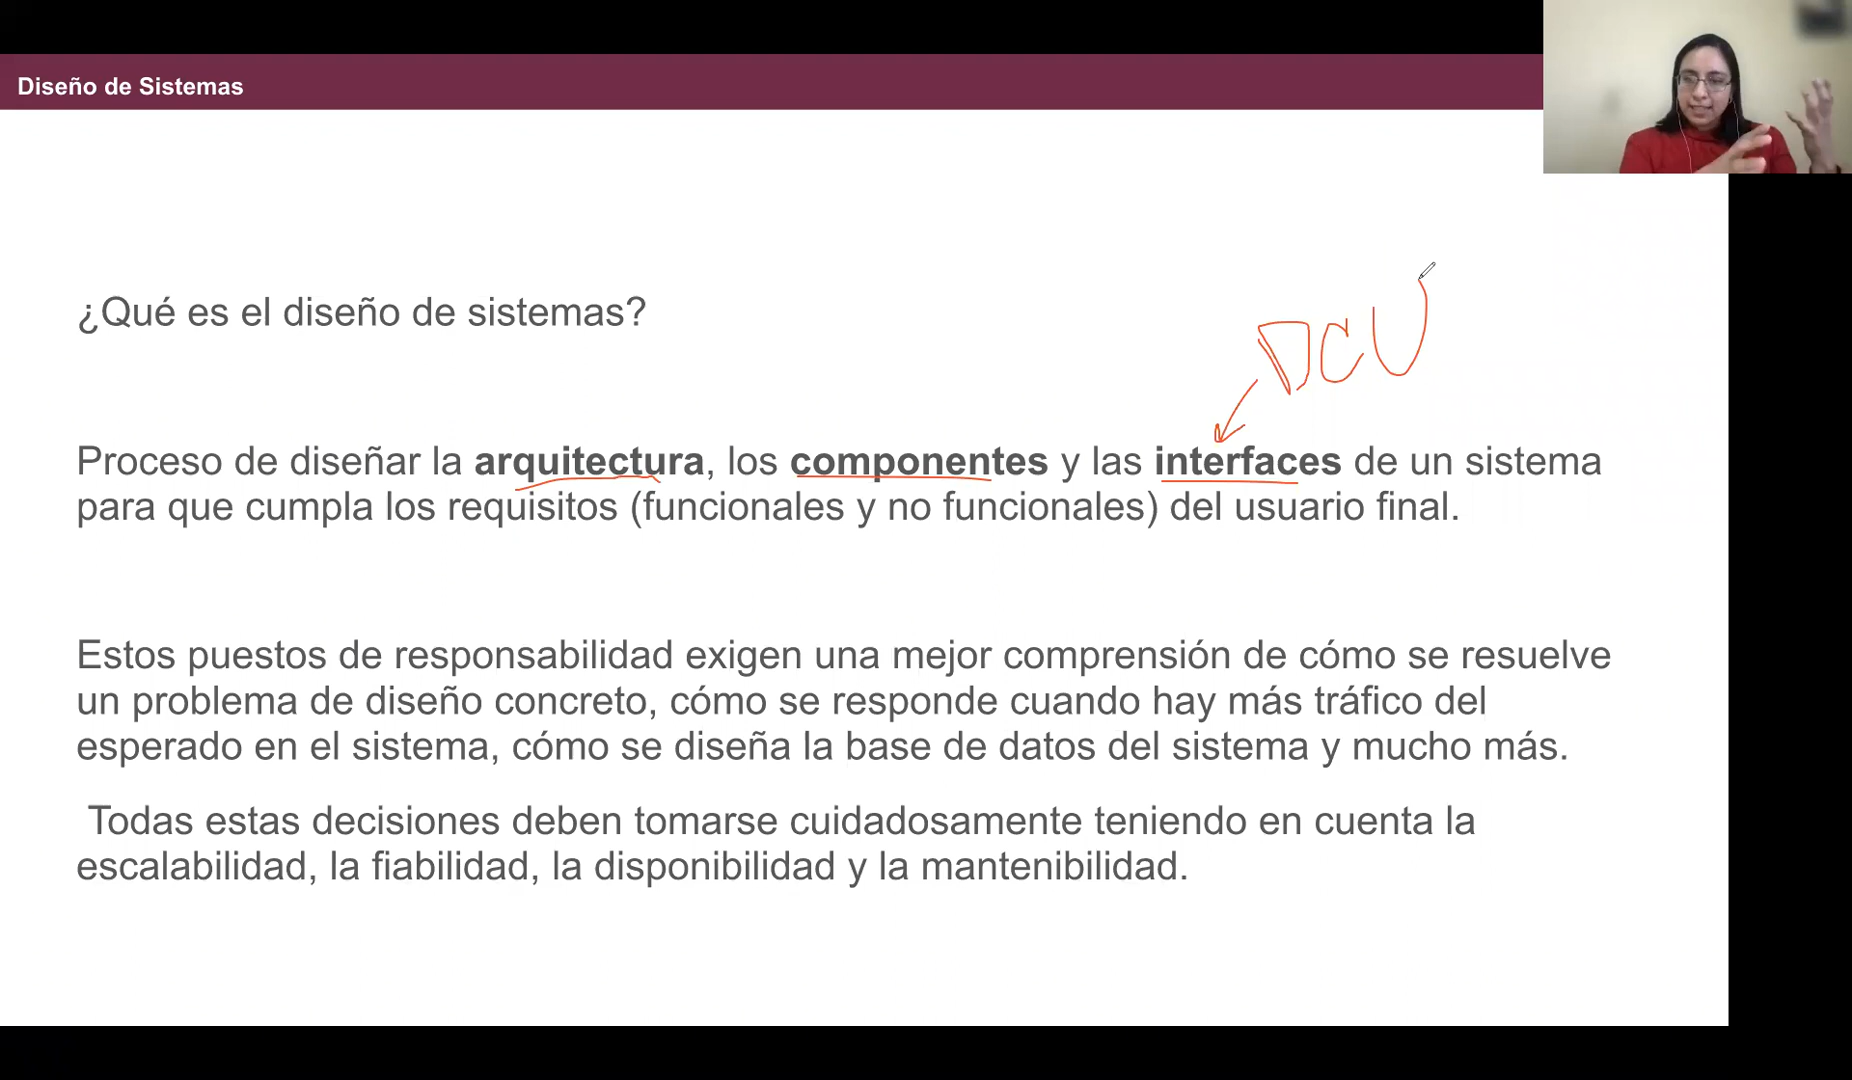 Diseño de Sistemas
¿Qué es el diseño de sistemas?
DCU
Proceso de diseñar la arquitectura, los componentes y las interfaces de un sistema
para que cumpla los requisitos (funcionales y no funcionales) del usuario final.
Estos puestos de responsabilidad exigen una mejor comprensión de cómo se resuelve
un problema de diseño concreto, cómo se responde cuando hay más tráfico del
esperado en el sistema, cómo se diseña la base de datos del sistema y mucho más.
Todas estas decisiones deben tomarse cuidadosamente teniendo en cuenta la
escalabilidad, la fiabilidad, la disponibilidad y la mantenibilidad.